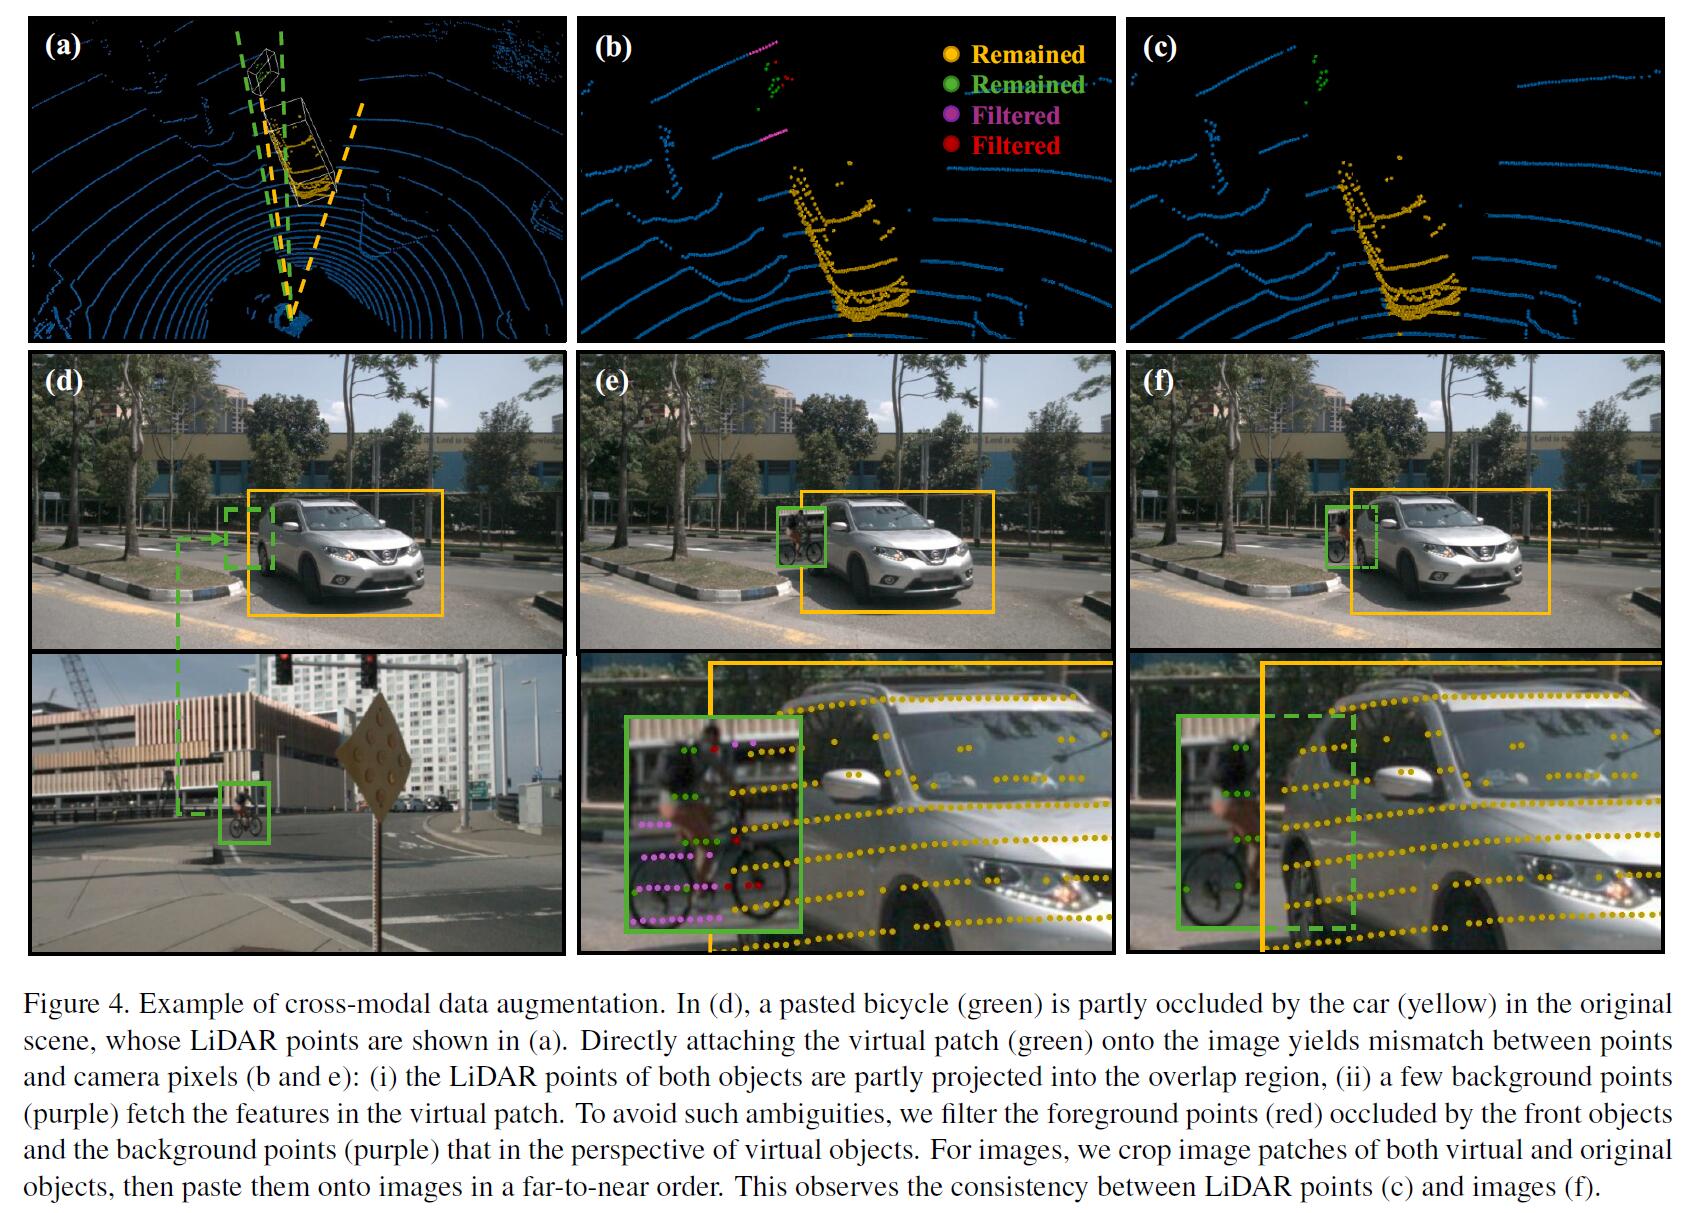 (a)
(b)
Remained
Remained
Filtered
Filtered
(c)
(d)
(e)
(f)
Figure 4. Example of cross-modal data augmentation. In (d), a pasted bicycle (green) is partly occluded by the car (yellow) in the original
scene, whose LiDAR points are shown in (a). Directly attaching the virtual patch (green) onto the image yields mismatch between points
and camera pixels (b and e): (i) the LiDAR points of both objects are partly projected into the overlap region, (ii) a few background points
(purple) fetch the features in the virtual patch. To avoid such ambiguities, we filter the foreground points (red) occluded by the front objects
and the background points (purple) that in the perspective of virtual objects. For images, we crop image patches of both virtual and original
objects, then paste them onto images in a far-to-near order. This observes the consistency between LiDAR points (c) and images (f).